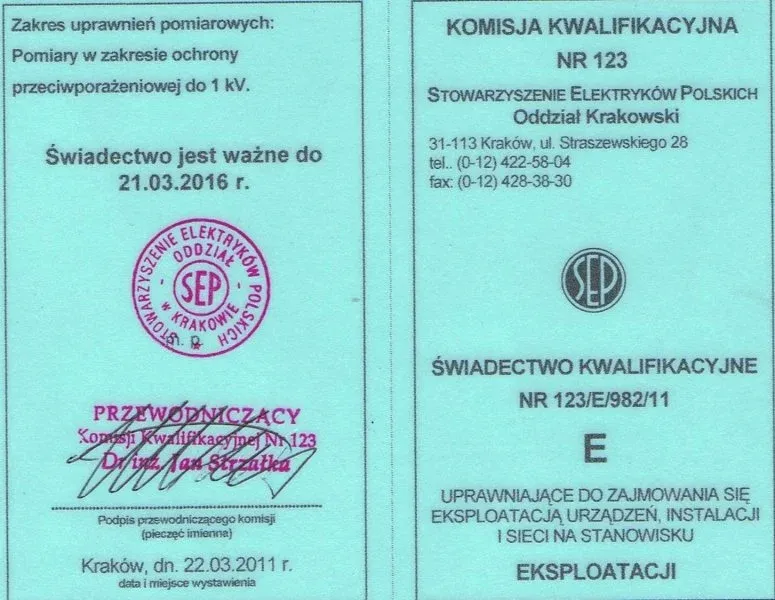 Zakres uprawnień pomiarowych:
Pomiary w zakresie ochrony
przeciwporażeniowej do 1 kV.
Świadectwo jest ważne do
21.03.2016 r.
STOWARZYSZENIE ELEKTRYKÓW POLSKICH
ODDZIAŁ
SEP
w KRAKOWIE
m. p.
PRZEWODNICZĄCY
Komisji Kwalifikacyjnej Nr 123
Dr inż. Jan Strzałka
Podpis przewodniczącego komisji
(pieczęć imienna)
Kraków, dn. 22.03.2011 r.
data i miejsce wystawienia
KOMISJA KWALIFIKACYJNA
NR 123
STOWARZYSZENIE ELEKTRYKÓW POLSKICH
Oddział Krakowski
31-113 Kraków, ul. Straszewskiego 28
tel.. (0-12) 422-58-04
fax: (0-12) 428-38-30
SEP
ŚWIADECTWO KWALIFIKACYJNE
NR 123/E/982/11
E
UPRAWNIAJĄCE DO ZAJMOWANIA SIĘ
EKSPLOATACJĄ URZĄDZEŃ, INSTALACJI
I SIECI NA STANOWISKU
EKSPLOATACJI